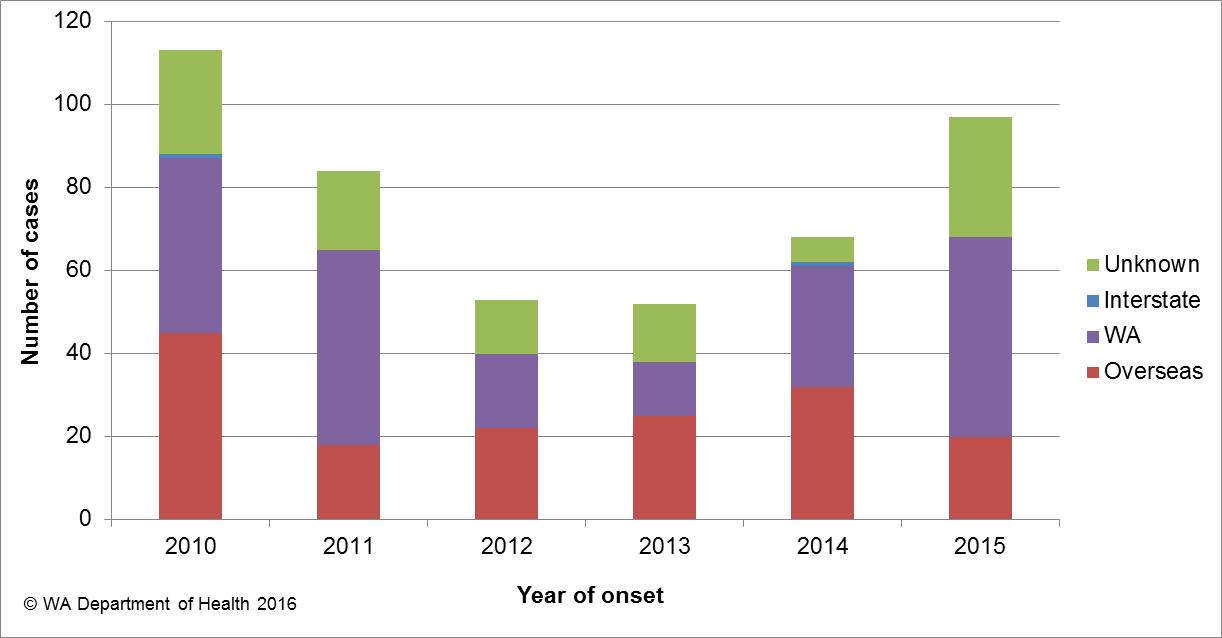 120
100
80
60
40
20
0
Number of cases
2010 2011 2012 2013 2014 2015
Year of onset
Unknown
Interstate
WA
Overseas
© WA Department of Health 2016